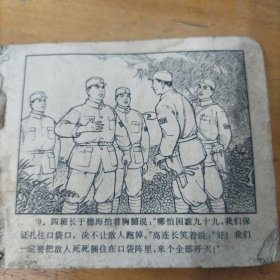 9. 四班长于德海拍着胸脯说：“哪怕困难九十九，我们保
证扎住口袋口，决不让敌人跑掉。”高连长笑着说：“好！我们
一定要把敌人死死捆住在口袋阵里，来个全部歼灭！”